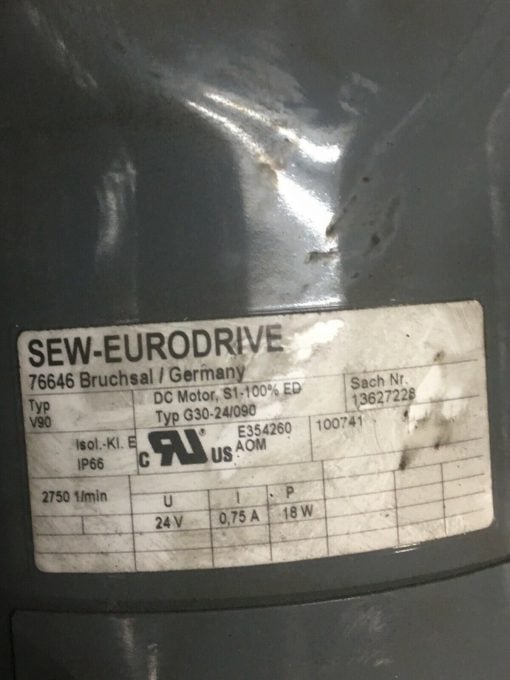 SEW-EURODRIVE
76646 Bruchsal / Germany
Typ
V90
DC Motor, S1-100% ED
Typ G30-24/090
Sach Nr.
13627228
Isol.-Kl. E
IP66
c RU US
E354260
AOM
100741
2750 1/min
U I P
24 V 0,75 A 18 W